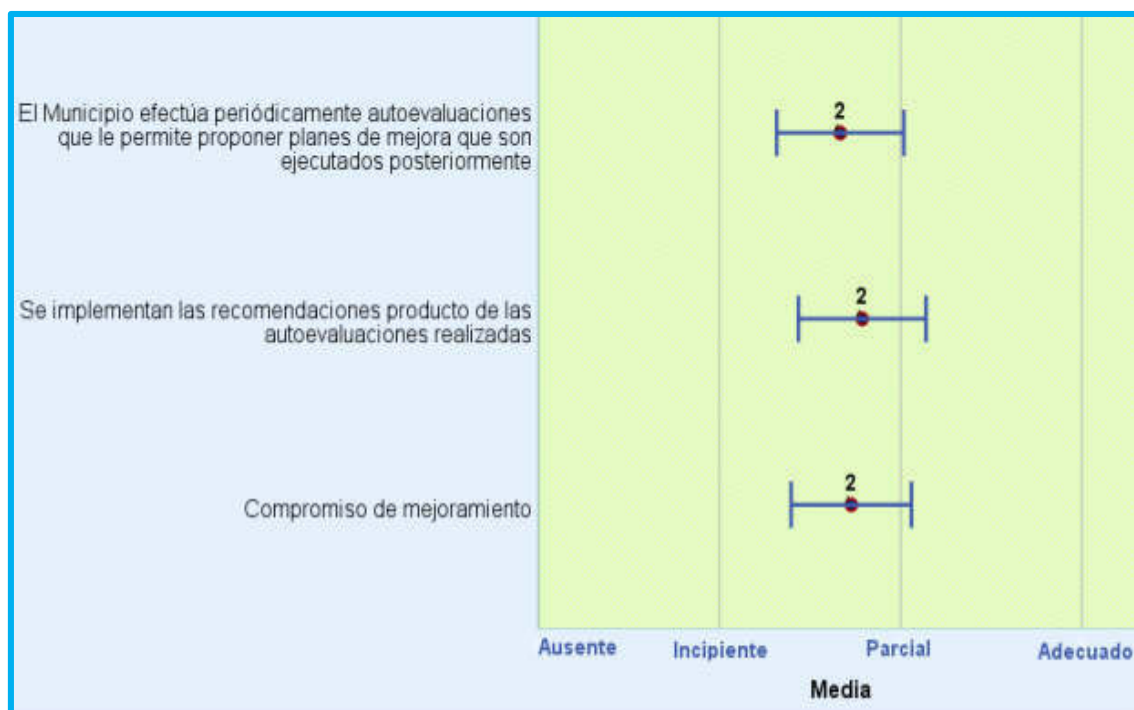 El Municipio efectúa periódicamente autoevaluaciones
que le permite proponer planes de mejora que son
ejecutados posteriormente
2
Se implementan las recomendaciones producto de las
autoevaluaciones realizadas
2
Compromiso de mejoramiento
2
Ausente Incipiente Parcial Adecuado
Media